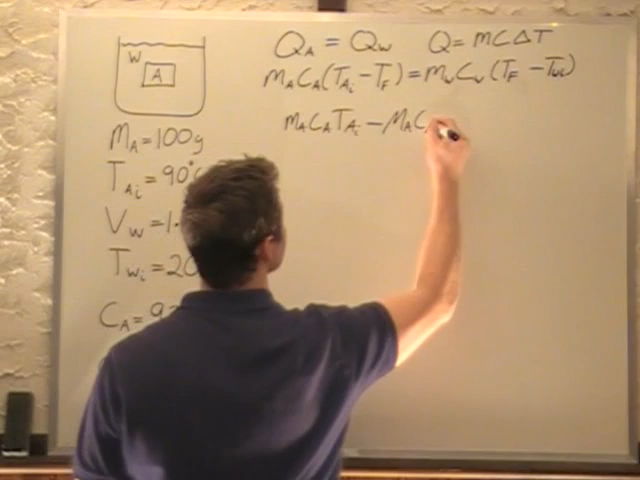 Q_A = Q_W Q = mCΔT
m_A C_A (T_Ai - T_F) = m_W C_W (T_F - T_Wi)
W
A
m_A C_A T_Ai - m_A C
M_A = 100g
T_Ai = 90°
V_W = 1.
T_Wi = 20
C_A = 9